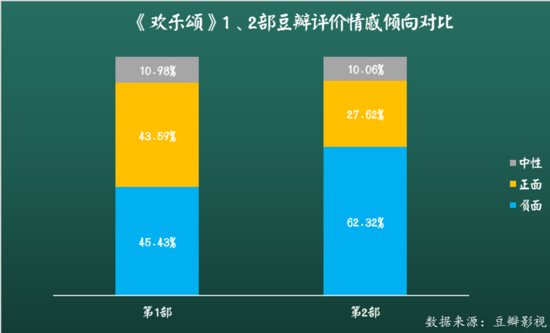 《欢乐颂》1、2部豆瓣评价情感倾向对比
10.98%
10.06%
43.59%
27.62%
45.43%
62.32%
中性
正面
负面
第1部
第2部
数据来源：豆瓣影视